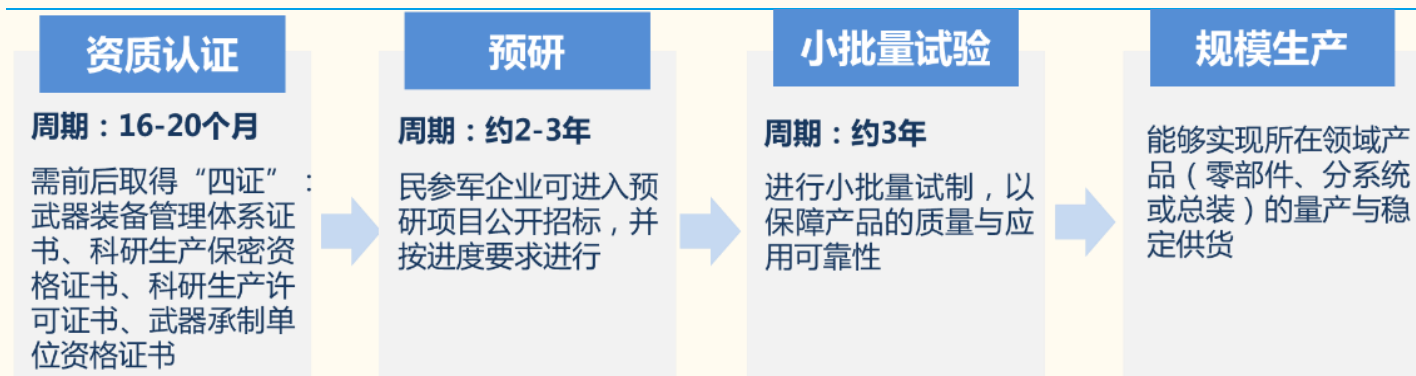 资质认证
周期：16-20个月
需前后取得“四证”：
武器装备管理体系证
书、科研生产保密资
格证书、科研生产许
可证书、武器承制单
位资格证书
预研
周期：约2-3年
民参军企业可进入预
研项目公开招标，并
按进度要求进行
小批量试验
周期：约3年
进行小批量试制，以
保障产品的质量与应
用可靠性
规模生产
能够实现所在领域产
品（零部件、分系统
或总装）的量产与稳
定供货